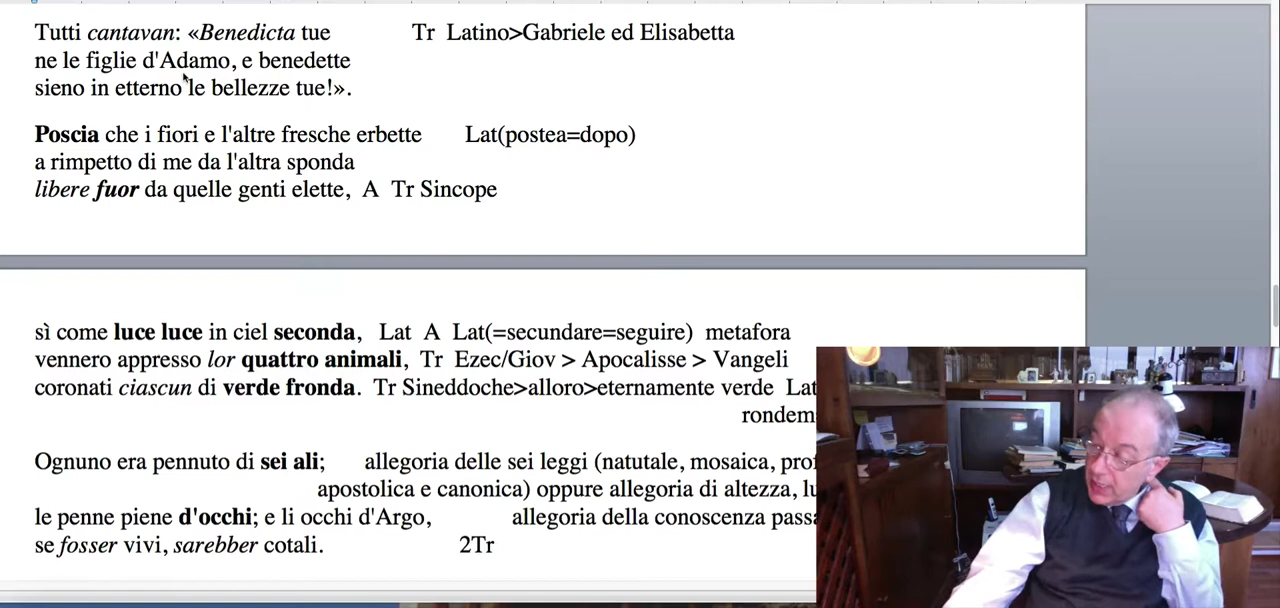 Tutti cantavan: «Benedicta tue Tr Latino>Gabriele ed Elisabetta
ne le figlie d'Adamo, e benedette
sieno in etterno le bellezze tue!».
Poscia che i fiori e l'altre fresche erbette Lat(postea=dopo)
a rimpetto di me da l'altra sponda
libere fuor da quelle genti elette, A Tr Sincope
sì come luce luce in ciel seconda, Lat A Lat(=secundare=seguire) metafora
vennero appresso lor quattro animali, Tr Ezec/Giov > Apocalisse > Vangeli
coronati ciascun di verde fronda. Tr Sineddoche>alloro>eternamente verde Lat
rondem
Ognuno era pennuto di sei ali; allegoria delle sei leggi (natutale, mosaica, prof
apostolica e canonica) oppure allegoria di altezza, lu
le penne piene d'occhi; e li occhi d'Argo, allegoria della conoscenza passa
se fosser vivi, sarebber cotali. 2Tr